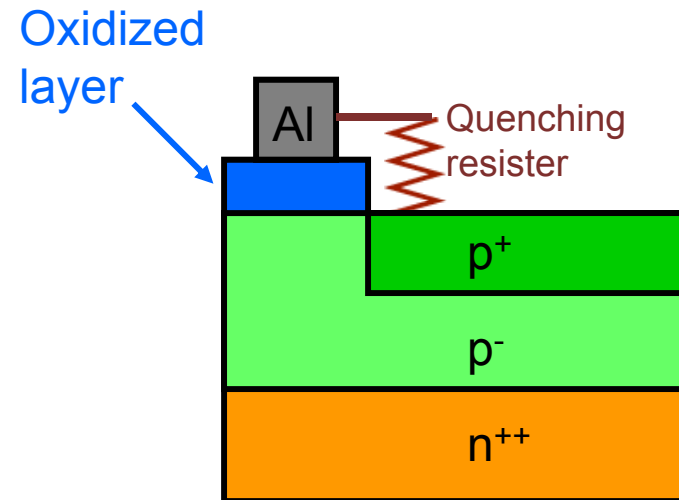 Oxidized
layer
Al
Quenching
resister
p⁺
p⁻
n⁺⁺